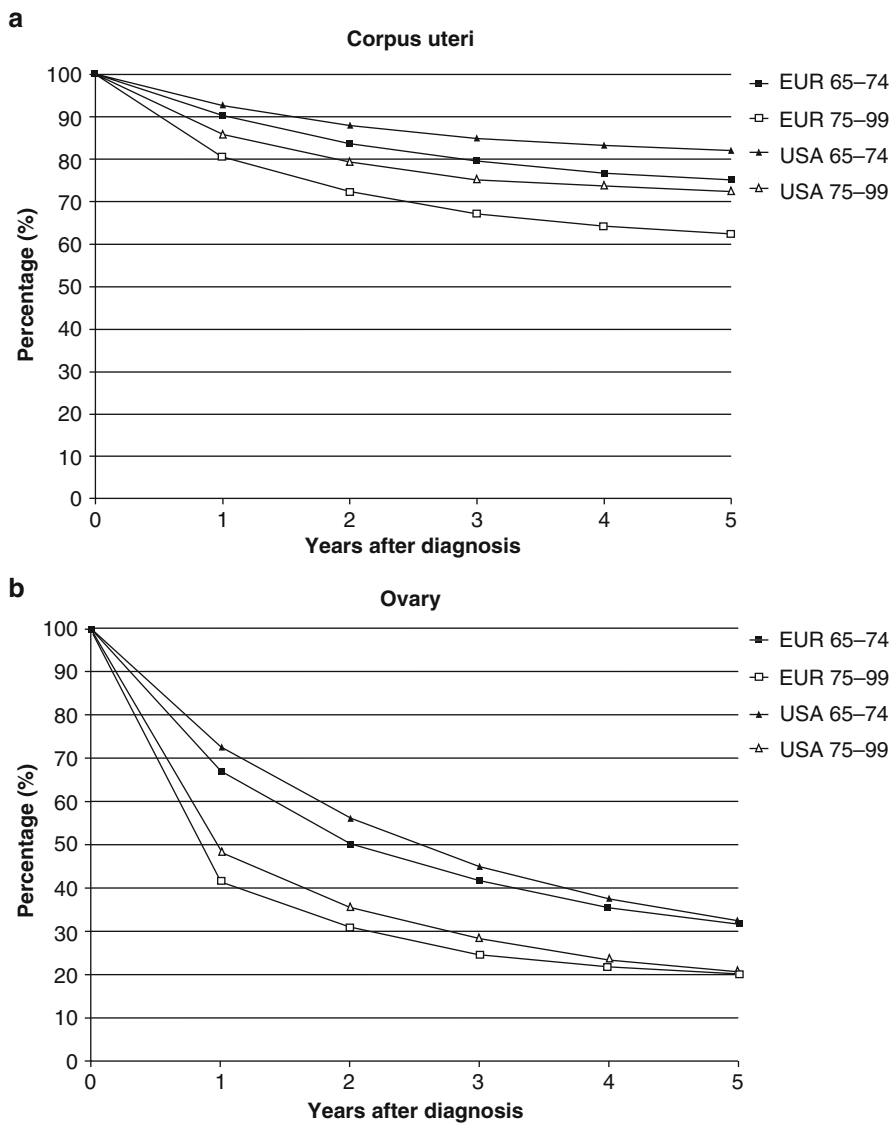 a
Corpus uteri
Percentage (%)
100
90
80
70
60
50
40
30
20
10
0
0 1 2 3 4 5
Years after diagnosis
EUR 65–74
EUR 75–99
USA 65–74
USA 75–99
b
Ovary
Percentage (%)
100
90
80
70
60
50
40
30
20
10
0
0 1 2 3 4 5
Years after diagnosis
EUR 65–74
EUR 75–99
USA 65–74
USA 75–99